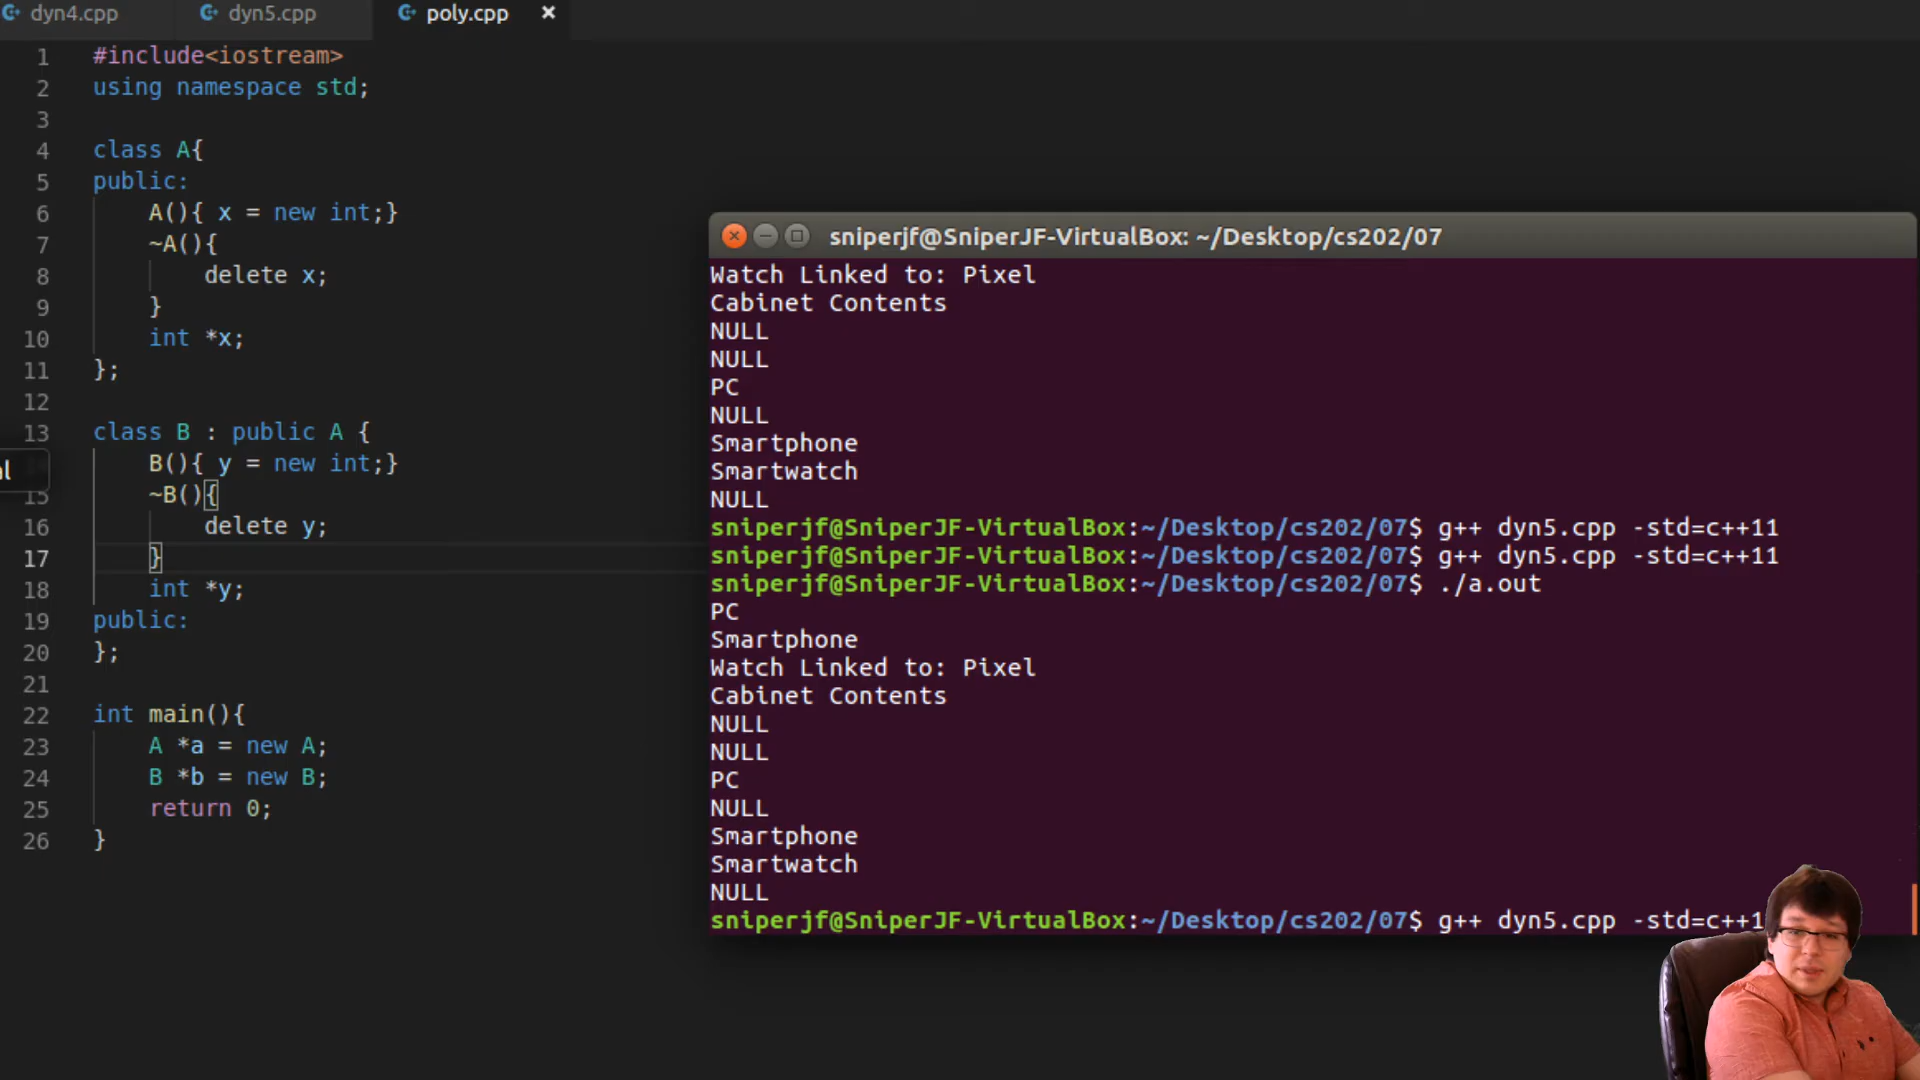 dyn4.cpp dyn5.cpp poly.cpp ×
1 #include<iostream>
2 using namespace std;
3
4 class A{
5 public:
6 A(){ x = new int;}
7 ~A(){
8 delete x;
9 }
10 int *x;
11 };
12
13 class B : public A {
B(){ y = new int;}
15 ~B(){
16 delete y;
17 }
18 int *y;
19 public:
20 };
21
22 int main(){
23 A *a = new A;
24 B *b = new B;
25 return 0;
26 }
sniperjf@SniperJF-VirtualBox: ~/Desktop/cs202/07
Watch Linked to: Pixel
Cabinet Contents
NULL
NULL
PC
NULL
Smartphone
Smartwatch
NULL
sniperjf@SniperJF-VirtualBox:~/Desktop/cs202/07$ g++ dyn5.cpp -std=c++11
sniperjf@SniperJF-VirtualBox:~/Desktop/cs202/07$ g++ dyn5.cpp -std=c++11
sniperjf@SniperJF-VirtualBox:~/Desktop/cs202/07$ ./a.out
PC
Smartphone
Watch Linked to: Pixel
Cabinet Contents
NULL
NULL
PC
NULL
Smartphone
Smartwatch
NULL
sniperjf@SniperJF-VirtualBox:~/Desktop/cs202/07$ g++ dyn5.cpp -std=c++1